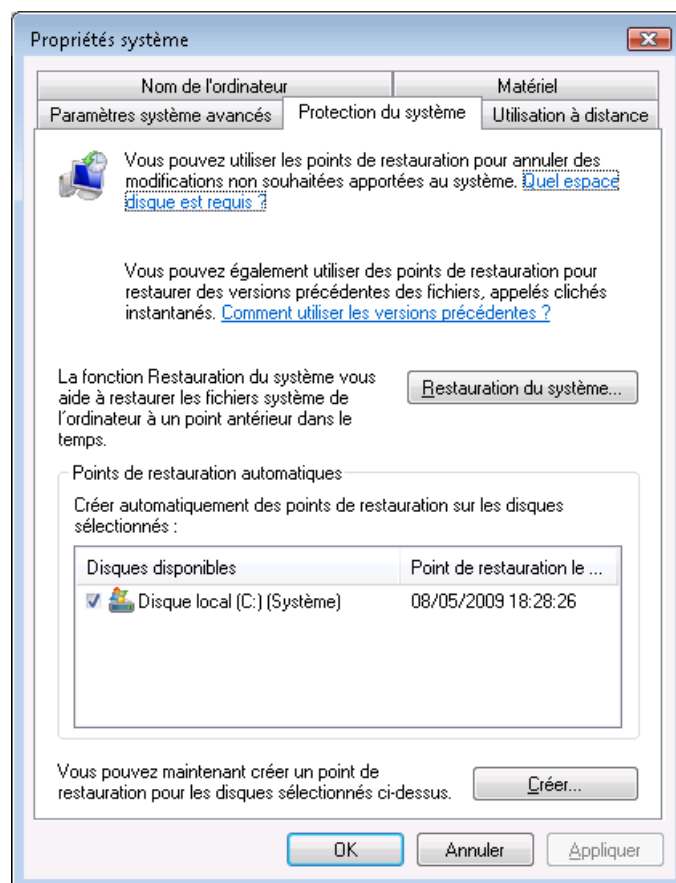 Propriétés système
Nom de l'ordinateur
Matériel
Paramètres système avancés
Protection du système
Utilisation à distance
Vous pouvez utiliser les points de restauration pour annuler des
modifications non souhaitées apportées au système. Quel espace
disque est requis ?
Vous pouvez également utiliser des points de restauration pour
restaurer des versions précédentes des fichiers, appelés clichés
instantanés. Comment utiliser les versions précédentes ?
La fonction Restauration du système vous
aide à restaurer les fichiers système de
l'ordinateur à un point antérieur dans le
temps.
Restauration du système...
Points de restauration automatiques
Créer automatiquement des points de restauration sur les disques
sélectionnés :
Disques disponibles
Point de restauration le ...
Disque local (C:) (Système)
08/05/2009 18:28:26
Vous pouvez maintenant créer un point de
restauration pour les disques sélectionnés ci-dessus.
Créer...
OK
Annuler
Appliquer